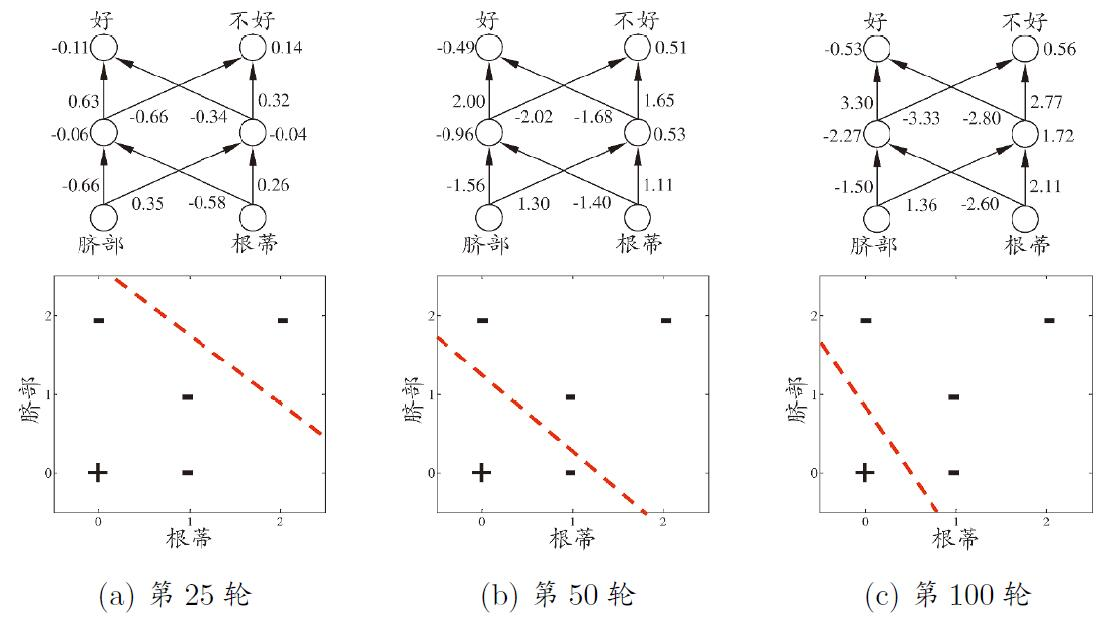 好 不好
-0.11 0.14
0.63 -0.66 -0.34 0.32
-0.06 -0.04
-0.66 0.35 -0.58 0.26
脐部 根蒂
好 不好
-0.49 0.51
2.00 -2.02 -1.68 1.65
-0.96 0.53
-1.56 1.30 -1.40 1.11
脐部 根蒂
好 不好
-0.53 0.56
3.30 -3.33 -2.80 2.77
-2.27 1.72
-1.50 1.36 -2.60 2.11
脐部 根蒂
2
1
0
脐部
0 1 2
根蒂
2
1
0
脐部
0 1 2
根蒂
2
1
0
脐部
0 1 2
根蒂
(a) 第 25 轮
(b) 第 50 轮
(c) 第 100 轮